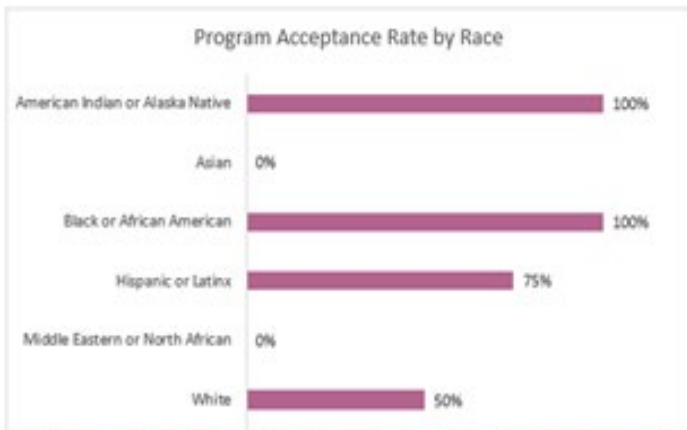 Program Acceptance Rate by Race
American Indian or Alaska Native 100%
Asian 0%
Black or African American 100%
Hispanic or Latinx 75%
Middle Eastern or North African 0%
White 50%